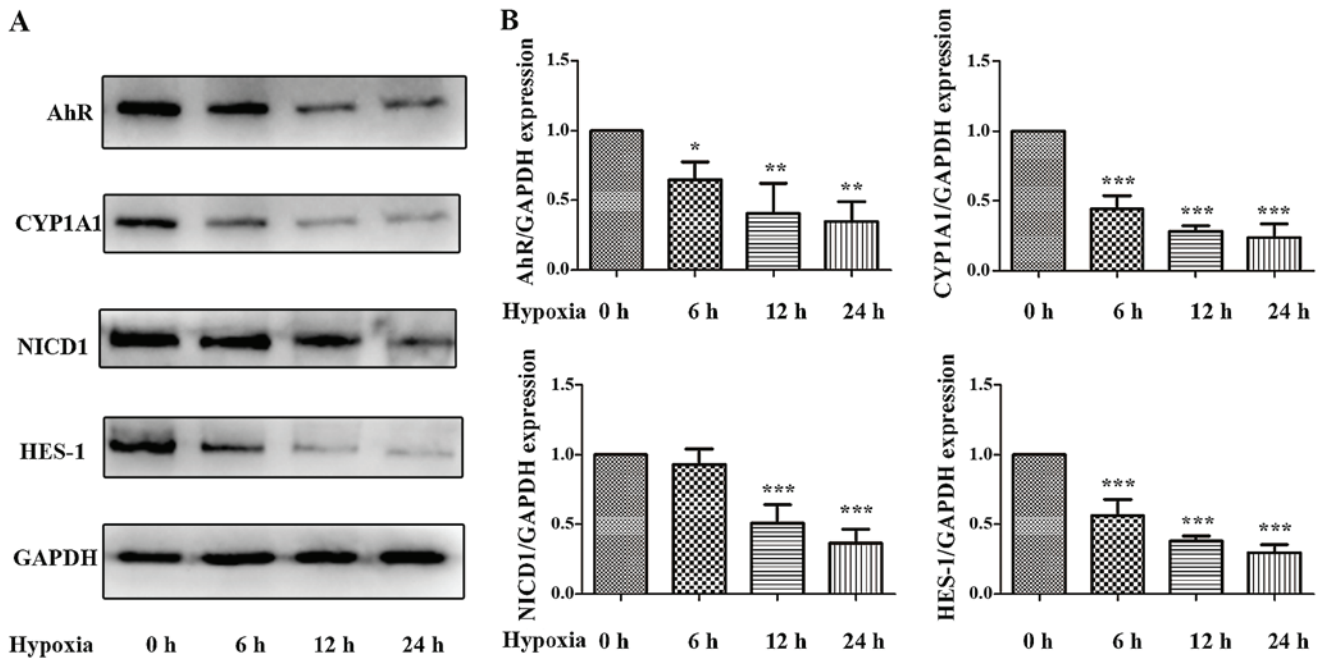 A
AhR
CYP1A1
NICD1
HES-1
GAPDH
Hypoxia 0 h 6 h 12 h 24 h
B
AhR/GAPDH expression
1.5
1.0
0.5
0.0
*
**
**
Hypoxia 0 h 6 h 12 h 24 h
CYP1A1/GAPDH expression
1.5
1.0
0.5
0.0
***
***
***
0 h 6 h 12 h 24 h
NICD1/GAPDH expression
1.5
1.0
0.5
0.0
***
***
Hypoxia 0 h 6 h 12 h 24 h
HES-1/GAPDH expression
1.5
1.0
0.5
0.0
***
***
***
0 h 6 h 12 h 24 h